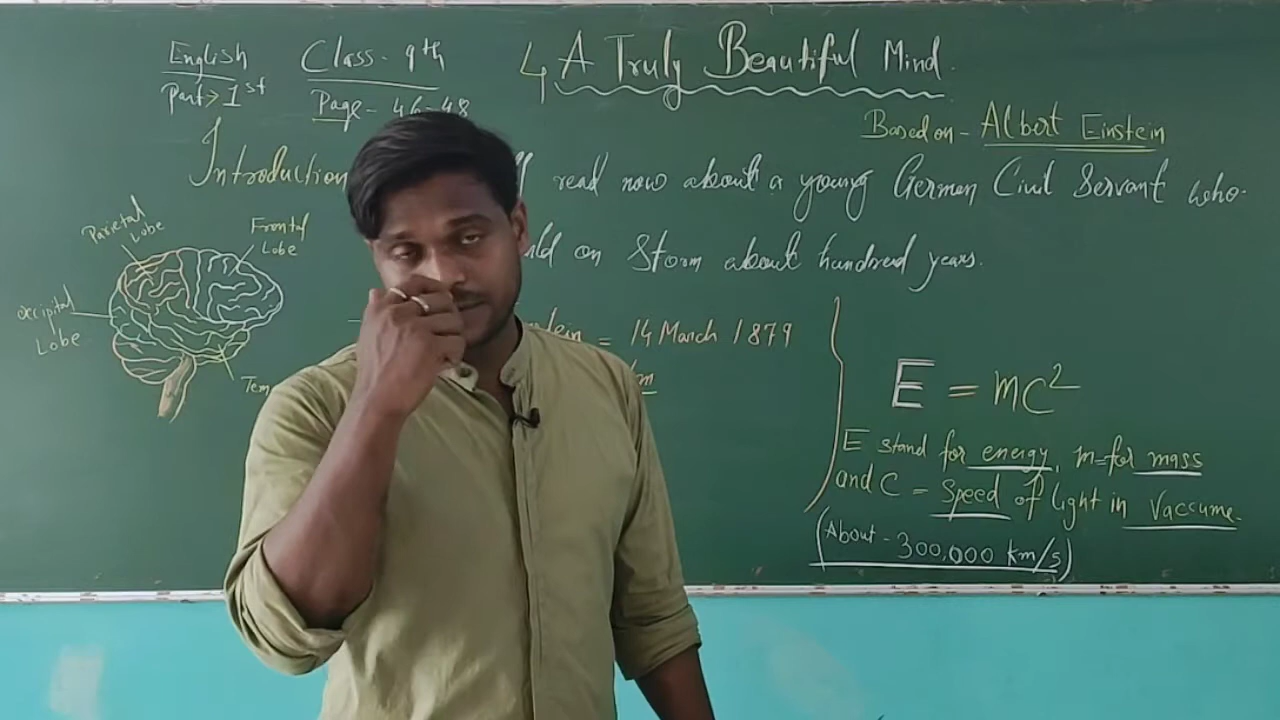 English Class - 9th 4 A Truly Beautiful Mind.
Part > 1st Page - 46-48
Based on - Albert Einstein
Introduction read now about a young German Civil Servant who
on Storm about hundred years.
Parietal Lobe
Frontal Lobe
Occipital Lobe
= 14 March 1879
E = mc2
E stand for energy, m = for mass
and C = Speed of light in Vaccume.
(About - 300,000 km/s)